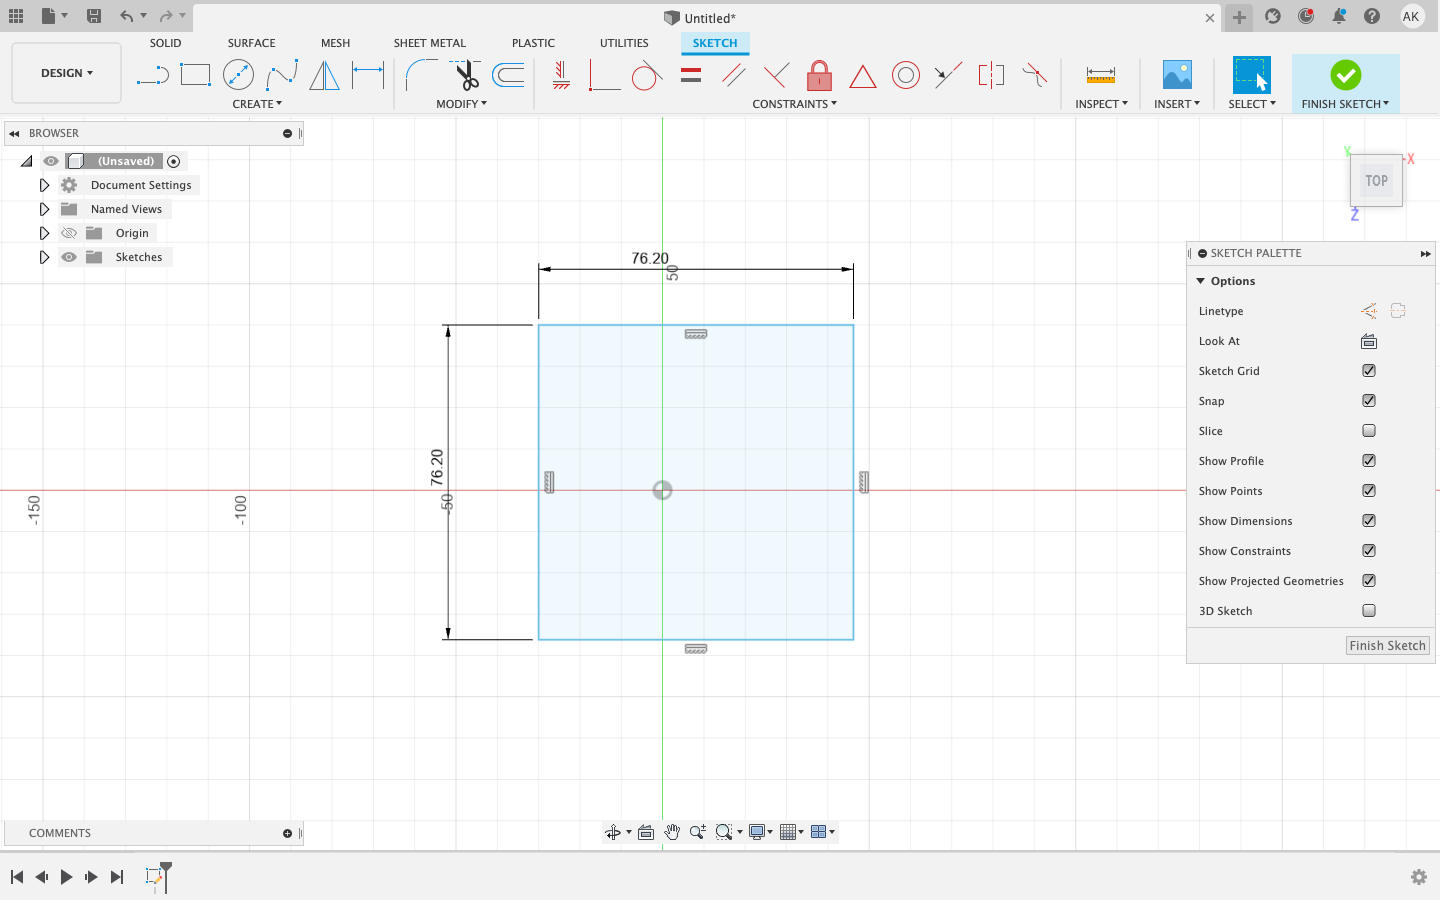 Untitled*
AK
DESIGN
SOLID
SURFACE
MESH
SHEET METAL
PLASTIC
UTILITIES
SKETCH
CREATE
MODIFY
CONSTRAINTS
INSPECT
INSERT
SELECT
FINISH SKETCH
BROWSER
(Unsaved)
Document Settings
Named Views
Origin
Sketches
Y
X
TOP
Z
76.20
50
76.20
-50
-100
-150
SKETCH PALETTE
Options
Linetype
Look At
Sketch Grid
Snap
Slice
Show Profile
Show Points
Show Dimensions
Show Constraints
Show Projected Geometries
3D Sketch
Finish Sketch
COMMENTS